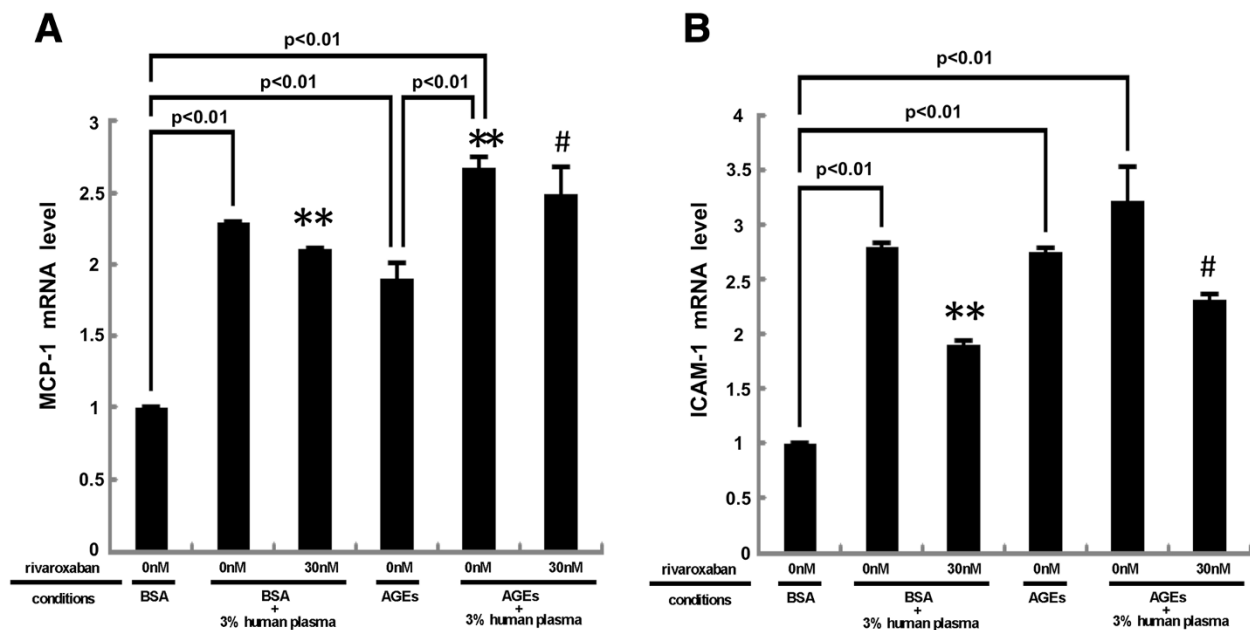 A
p<0.01
p<0.01
p<0.01
p<0.01
MCP-1 mRNA level
3
2.5
2
1.5
1
0.5
0
**
**
#
rivaroxaban 0nM 0nM 30nM 0nM 0nM 30nM
conditions BSA BSA + 3% human plasma AGEs AGEs + 3% human plasma
B
p<0.01
p<0.01
p<0.01
ICAM-1 mRNA level
4
3.5
3
2.5
2
1.5
1
0.5
0
**
#
rivaroxaban 0nM 0nM 30nM 0nM 0nM 30nM
conditions BSA BSA + 3% human plasma AGEs AGEs + 3% human plasma